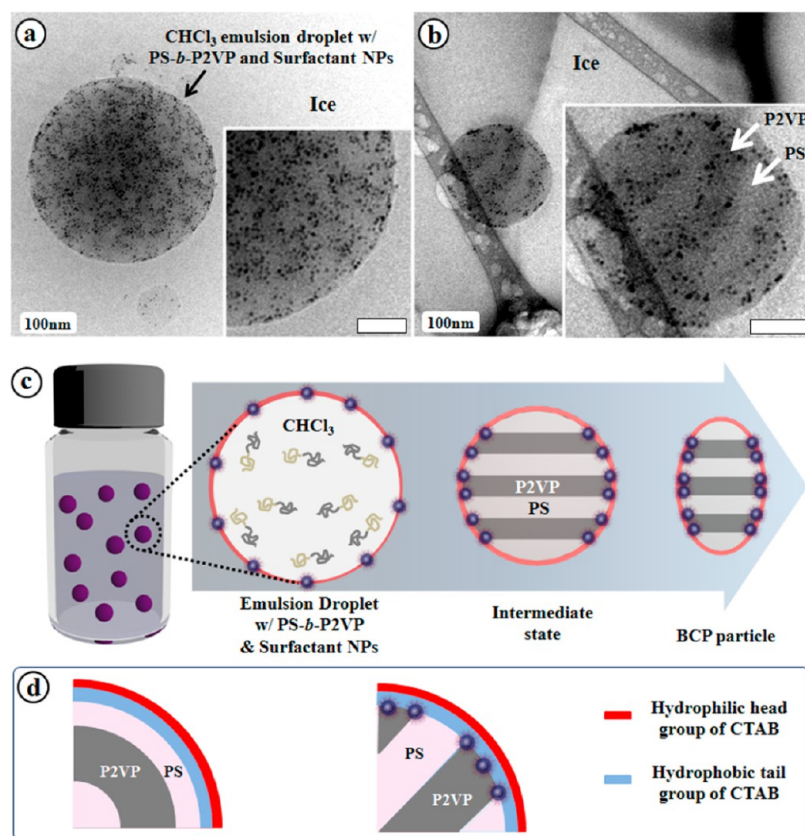 a
CHCl3 emulsion droplet w/
PS-b-P2VP and Surfactant NPs
Ice
100nm
b
Ice
P2VP
PS
100nm
c
CHCl3
Emulsion Droplet
w/ PS-b-P2VP
& Surfactant NPs
P2VP
PS
Intermediate
state
BCP particle
d
P2VP
PS
PS
P2VP
Hydrophilic head
group of CTAB
Hydrophobic tail
group of CTAB